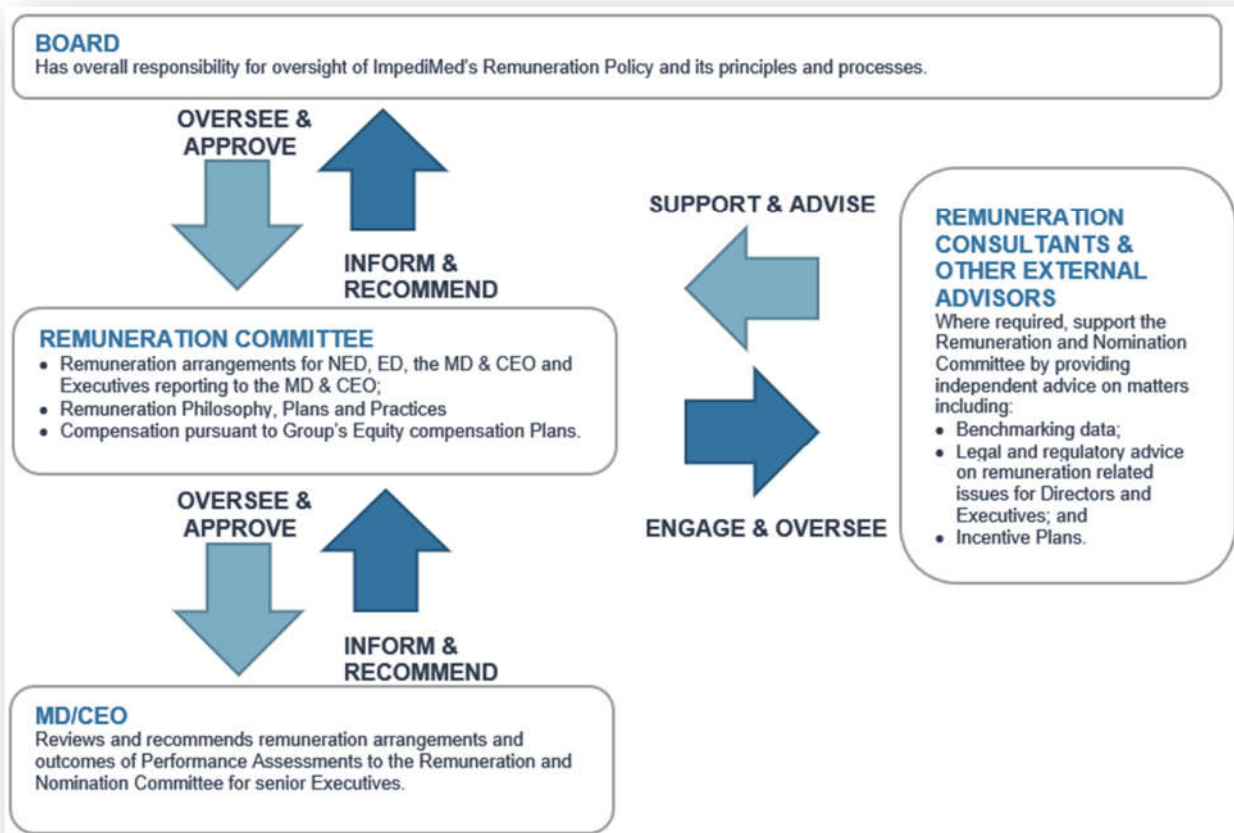 BOARD
Has overall responsibility for oversight of ImpediMed's Remuneration Policy and its principles and processes.
OVERSEE &
APPROVE
INFORM &
RECOMMEND
REMUNERATION COMMITTEE
• Remuneration arrangements for NED, ED, the MD & CEO and
Executives reporting to the MD & CEO;
• Remuneration Philosophy, Plans and Practices
• Compensation pursuant to Group's Equity compensation Plans.
SUPPORT & ADVISE
ENGAGE & OVERSEE
REMUNERATION
CONSULTANTS &
OTHER EXTERNAL
ADVISORS
Where required, support the
Remuneration and Nomination
Committee by providing
independent advice on matters
including:
• Benchmarking data;
• Legal and regulatory advice
on remuneration related
issues for Directors and
Executives; and
• Incentive Plans.
OVERSEE &
APPROVE
INFORM &
RECOMMEND
MD/CEO
Reviews and recommends remuneration arrangements and
outcomes of Performance Assessments to the Remuneration and
Nomination Committee for senior Executives.